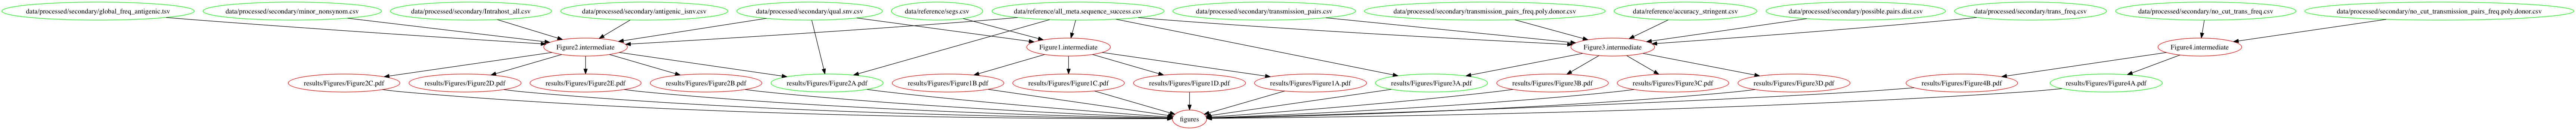 data/processed/secondary/global_freq_antigenic.tsv
data/processed/secondary/minor_nonsynom.csv
data/processed/secondary/Intrahost_all.csv
data/processed/secondary/antigenic_isnv.csv
data/processed/secondary/qual.snv.csv
data/reference/segs.csv
data/reference/all_meta.sequence_success.csv
data/processed/secondary/transmission_pairs.csv
data/processed/secondary/transmission_pairs_freq.poly.donor.csv
data/reference/accuracy_stringent.csv
data/processed/secondary/possible.pairs.dist.csv
data/processed/secondary/trans_freq.csv
data/processed/secondary/no_cut_trans_freq.csv
data/processed/secondary/no_cut_transmission_pairs_freq.poly.donor.csv
Figure2.intermediate
Figure1.intermediate
Figure3.intermediate
Figure4.intermediate
results/Figures/Figure2C.pdf
results/Figures/Figure2D.pdf
results/Figures/Figure2E.pdf
results/Figures/Figure2B.pdf
results/Figures/Figure2A.pdf
results/Figures/Figure1B.pdf
results/Figures/Figure1C.pdf
results/Figures/Figure1D.pdf
results/Figures/Figure1A.pdf
results/Figures/Figure3A.pdf
results/Figures/Figure3B.pdf
results/Figures/Figure3C.pdf
results/Figures/Figure3D.pdf
results/Figures/Figure4B.pdf
results/Figures/Figure4A.pdf
figures